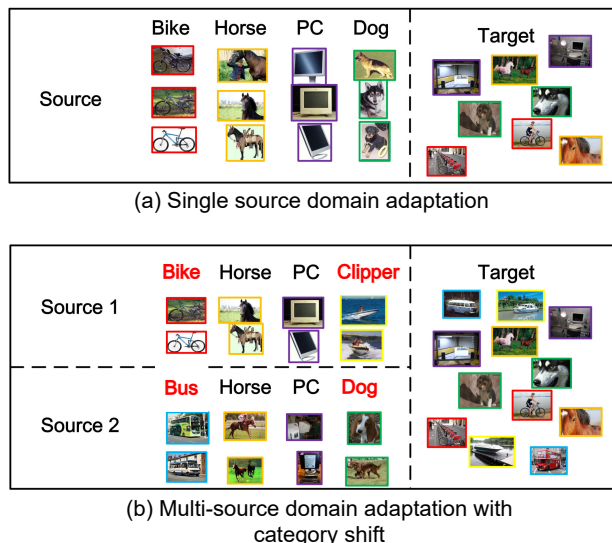 Bike Horse PC Dog
Target
Source
(a) Single source domain adaptation
Bike Horse PC Clipper
Target
Source 1
Bus Horse PC Dog
Source 2
(b) Multi-source domain adaptation with
category shift